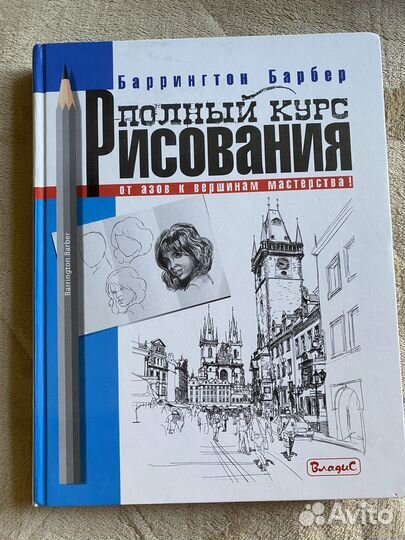 Баррингтон Барбер
ПОЛНЫЙ КУРС
Рисования
от азов к вершинам мастерства!
Barrington Barber
ВладиС
Avito